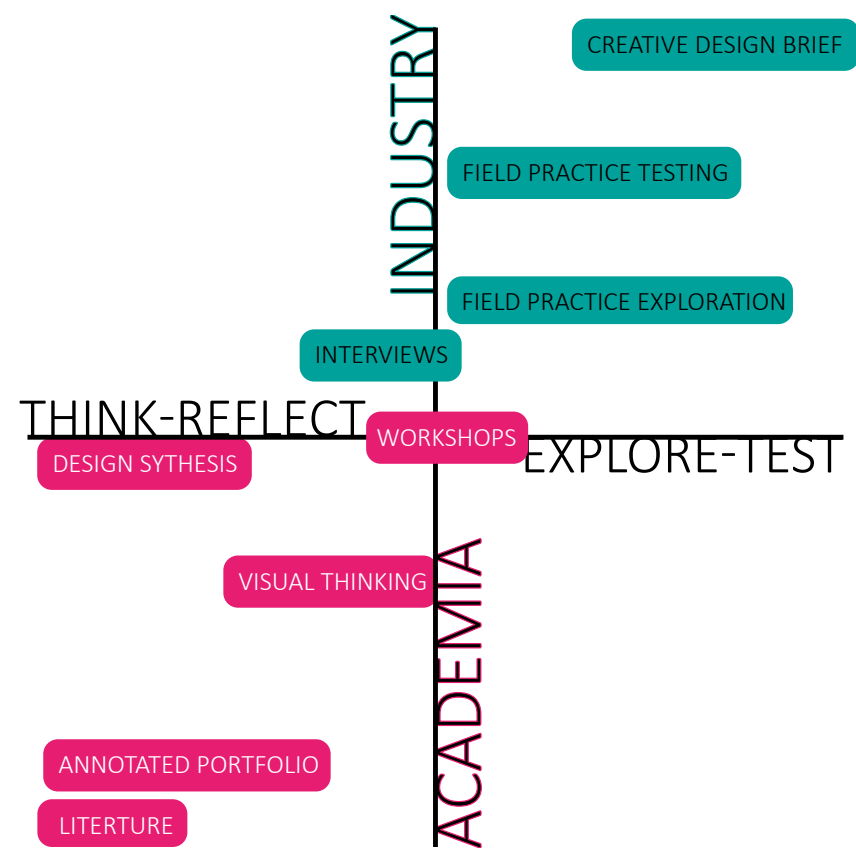 INDUSTRY
CREATIVE DESIGN BRIEF
FIELD PRACTICE TESTING
FIELD PRACTICE EXPLORATION
INTERVIEWS
THINK-REFLECT
WORKSHOPS
EXPLORE-TEST
DESIGN SYTHESIS
VISUAL THINKING
ACADEMIA
ANNOTATED PORTFOLIO
LITERTURE